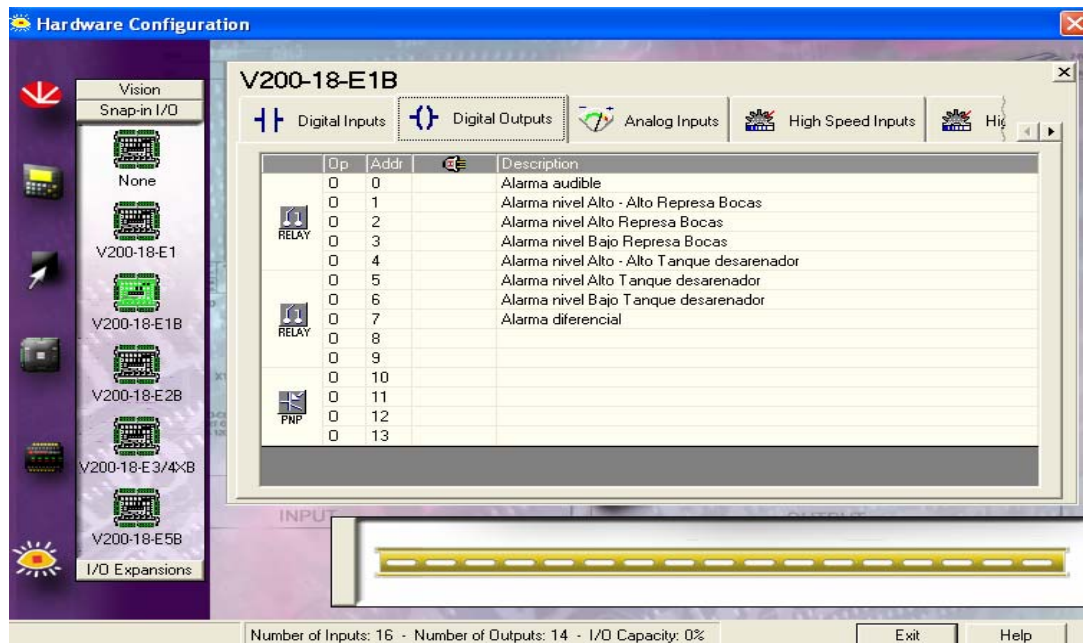 Hardware Configuration
Vision
Snap-in I/O
None
V200-18-E1
V200-18-E1B
V200-18-E2B
V200-18-E3/4XB
V200-18-E5B
I/O Expansions
V200-18-E1B
Digital Inputs Digital Outputs Analog Inputs High Speed Inputs
Op Addr Description
O 0 Alarma audible
O 1 Alarma nivel Alto - Alto Represa Bocas
O 2 Alarma nivel Alto Represa Bocas
RELAY
O 3 Alarma nivel Bajo Represa Bocas
O 4 Alarma nivel Alto - Alto Tanque desarenador
O 5 Alarma nivel Alto Tanque desarenador
O 6 Alarma nivel Bajo Tanque desarenador
O 7 Alarma diferencial
RELAY
O 8
O 9
O 10
O 11
PNP
O 12
O 13
INPUT
Number of Inputs: 16 - Number of Outputs: 14 - I/O Capacity: 0%
Exit
Help